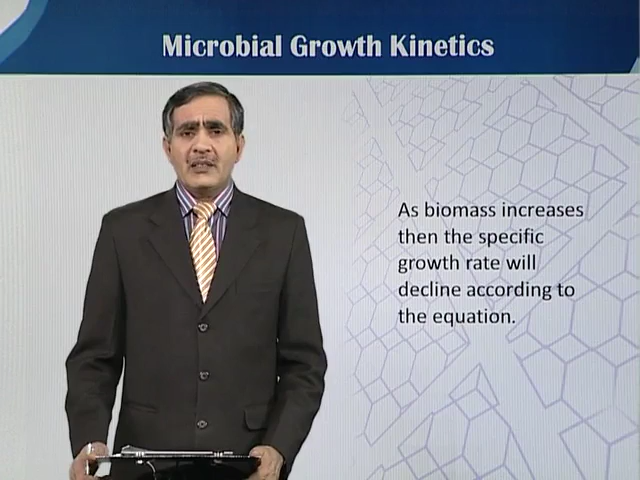 Microbial Growth Kinetics
As biomass increases
then the specific
growth rate will
decline according to
the equation.